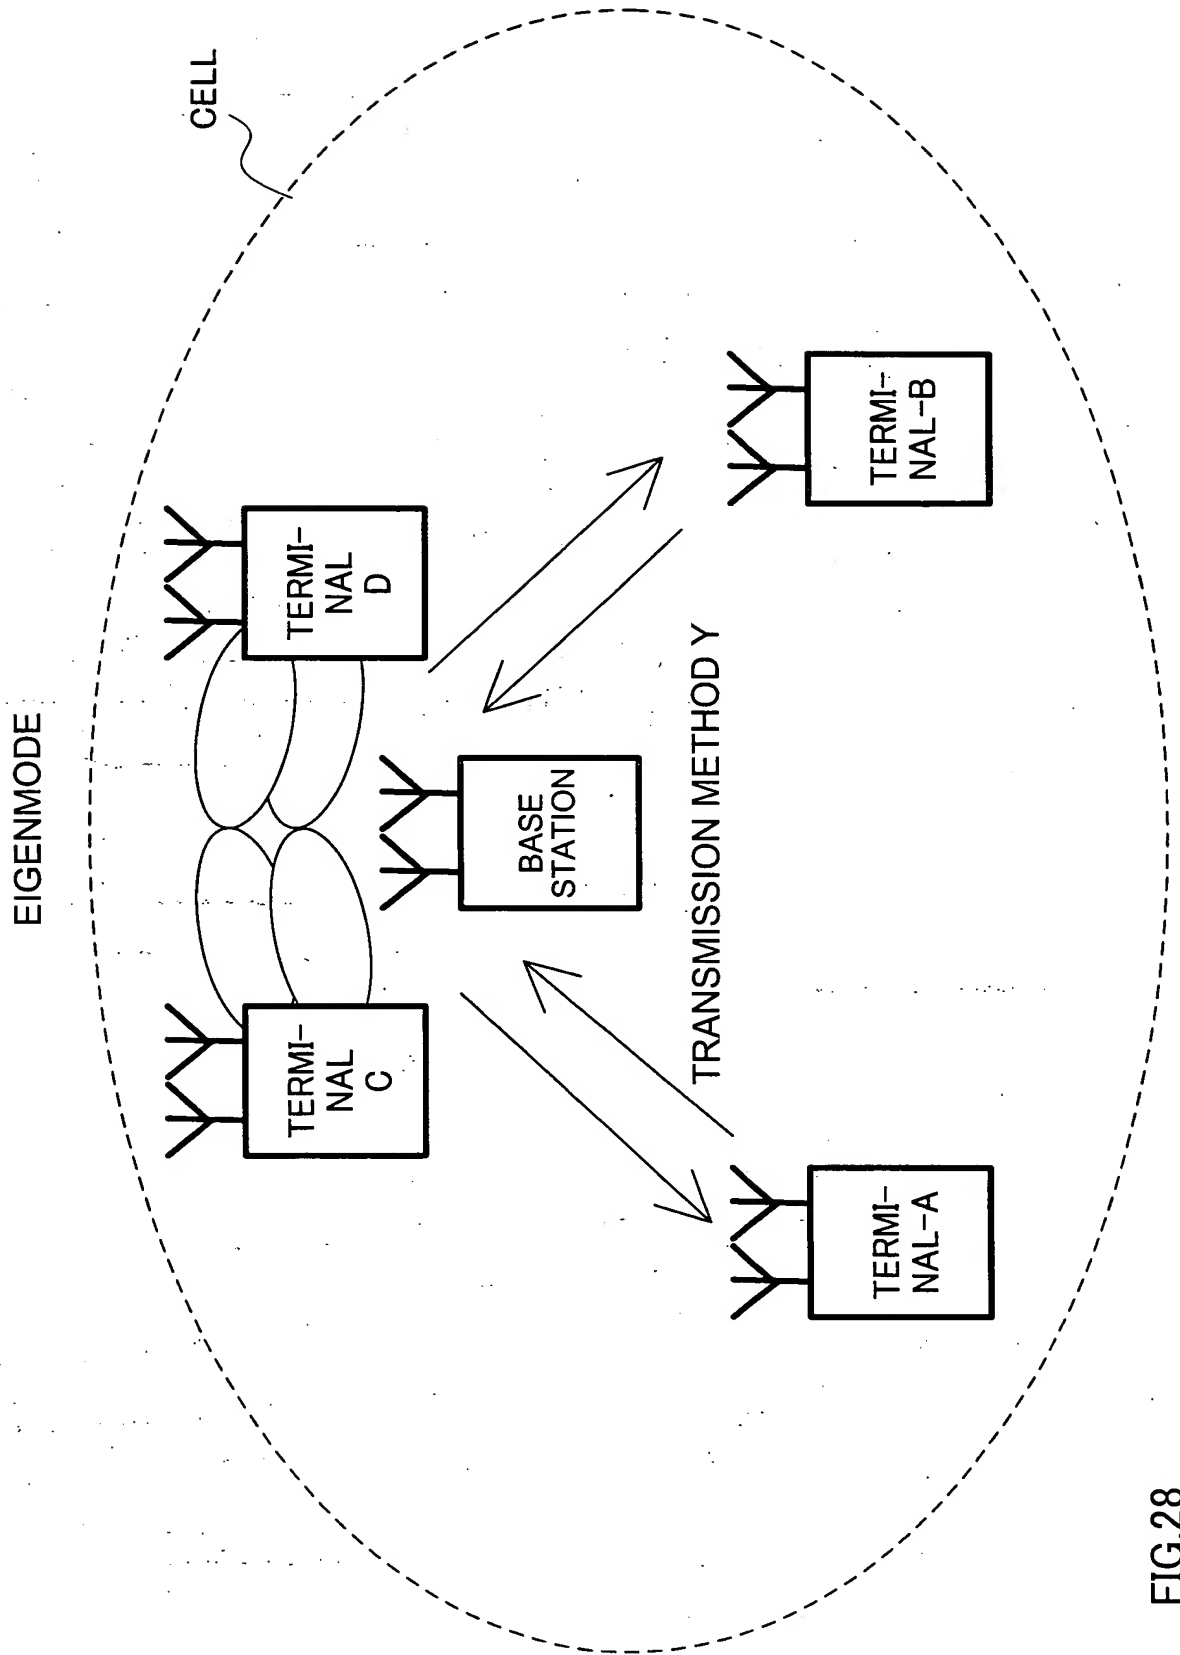 EIGENMODE
CELL
TERMI-
NAL
C
TERMI-
NAL
D
BASE
STATION
TRANSMISSION METHOD Y
TERMI-
NAL-A
TERMI-
NAL-B
FIG.28